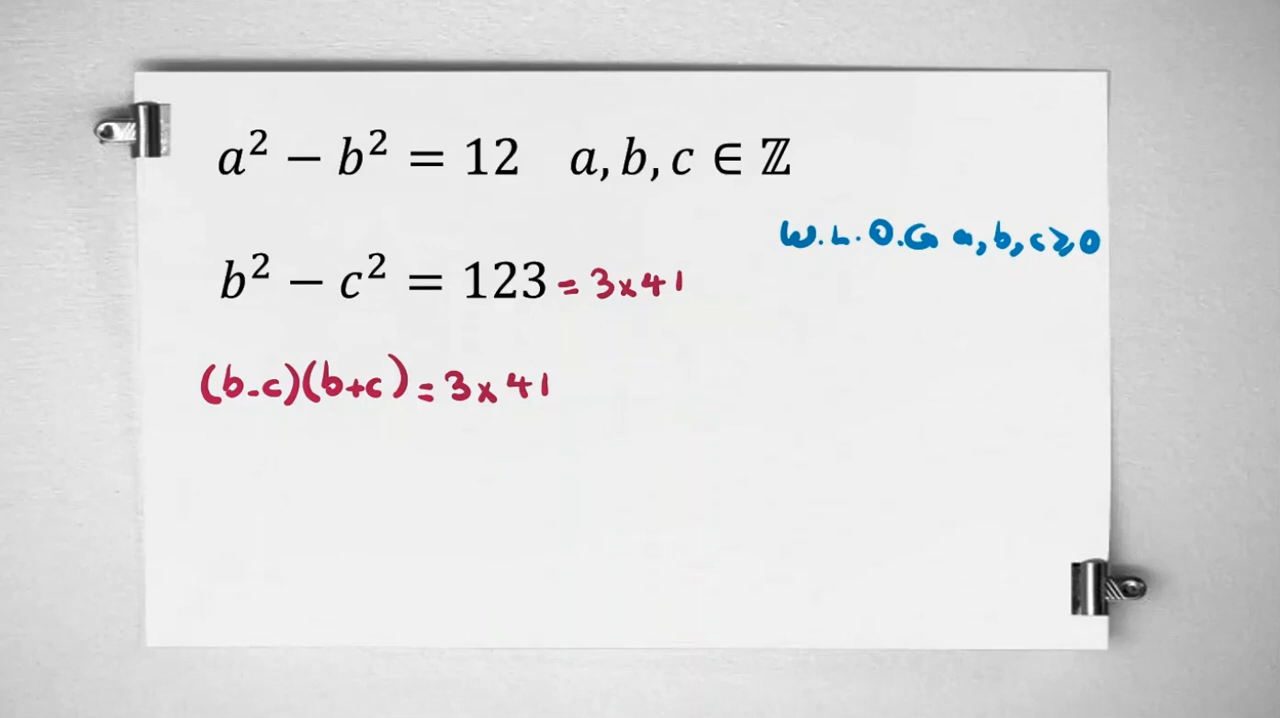 a² − b² = 12 a, b, c ∈ ℤ
W.L.O.G a, b, c ≥ 0
b² − c² = 123 = 3 x 41
(b-c)(b+c) = 3 x 41